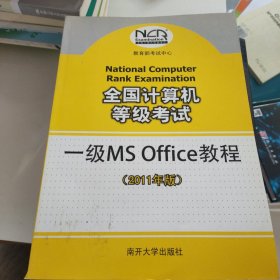 NCR
Examination
教育部考试中心
National Computer
Rank Examination
全国计算机
等级考试
一级MS Office教程
（2011年版）
南开大学出版社